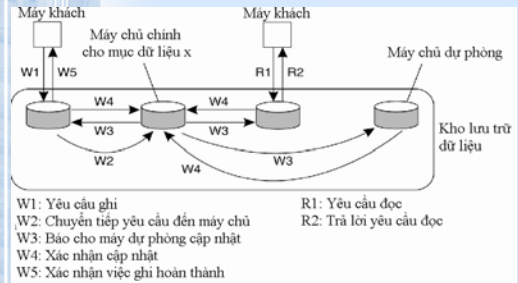 Máy khách
Máy khách
Máy chủ chính
cho mục dữ liệu x
Máy chủ dự phòng
W1
W5
R1
R2
W4
W4
W3
W3
W2
W3
W4
Kho lưu trữ
dữ liệu
W1: Yêu cầu ghi
W2: Chuyển tiếp yêu cầu đến máy chủ
W3: Báo cho máy dự phòng cập nhật
W4: Xác nhận cập nhật
W5: Xác nhận việc ghi hoàn thành
R1: Yêu cầu đọc
R2: Trả lời yêu cầu đọc